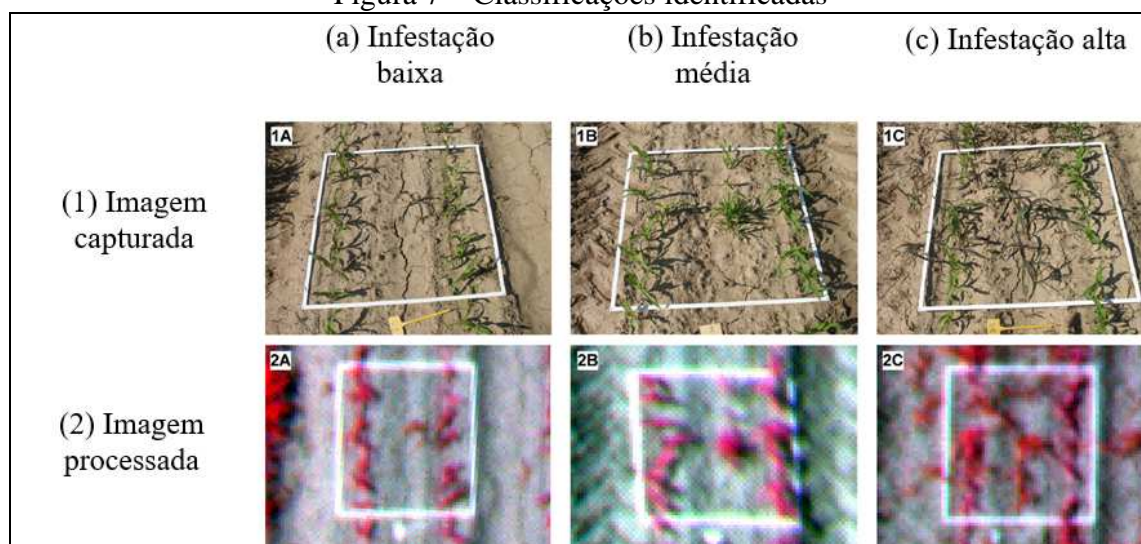 Figura 7 – Classificações identificadas
(a) Infestação
baixa
(b) Infestação
média
(c) Infestação alta
(1) Imagem
capturada
1A
1B
1C
(2) Imagem
processada
2A
2B
2C